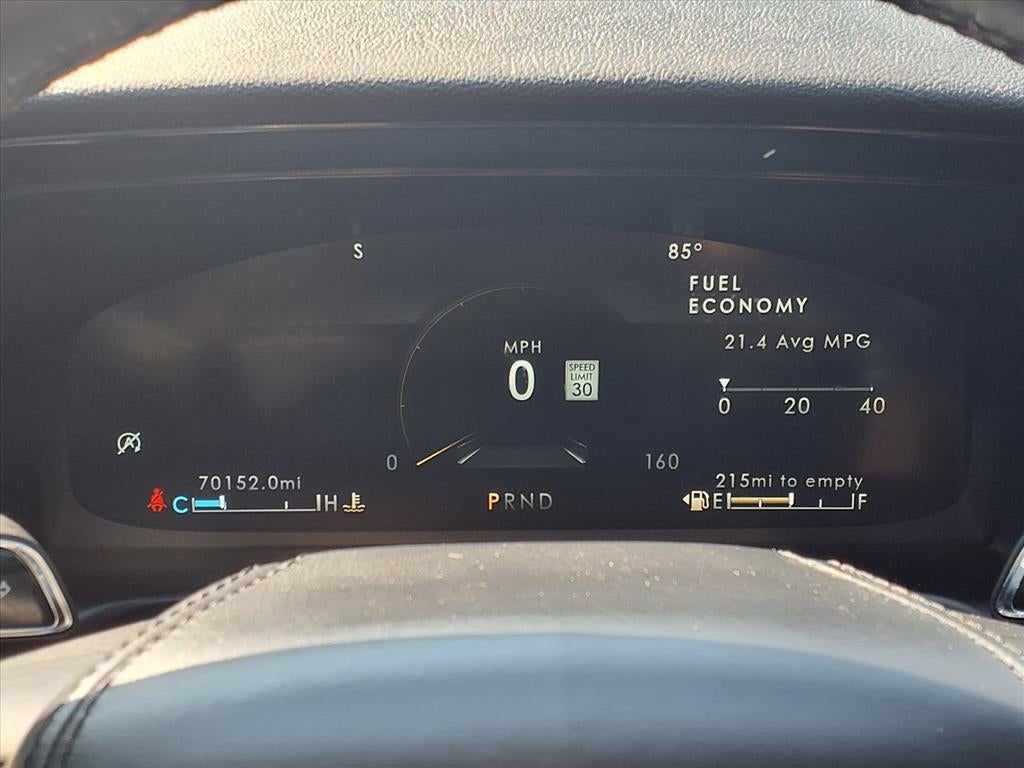 S
85°
FUEL
ECONOMY
21.4 Avg MPG
0 20 40
MPH
0
SPEED
LIMIT
30
0
160
A
70152.0mi
C H
PRND
215mi to empty
E F